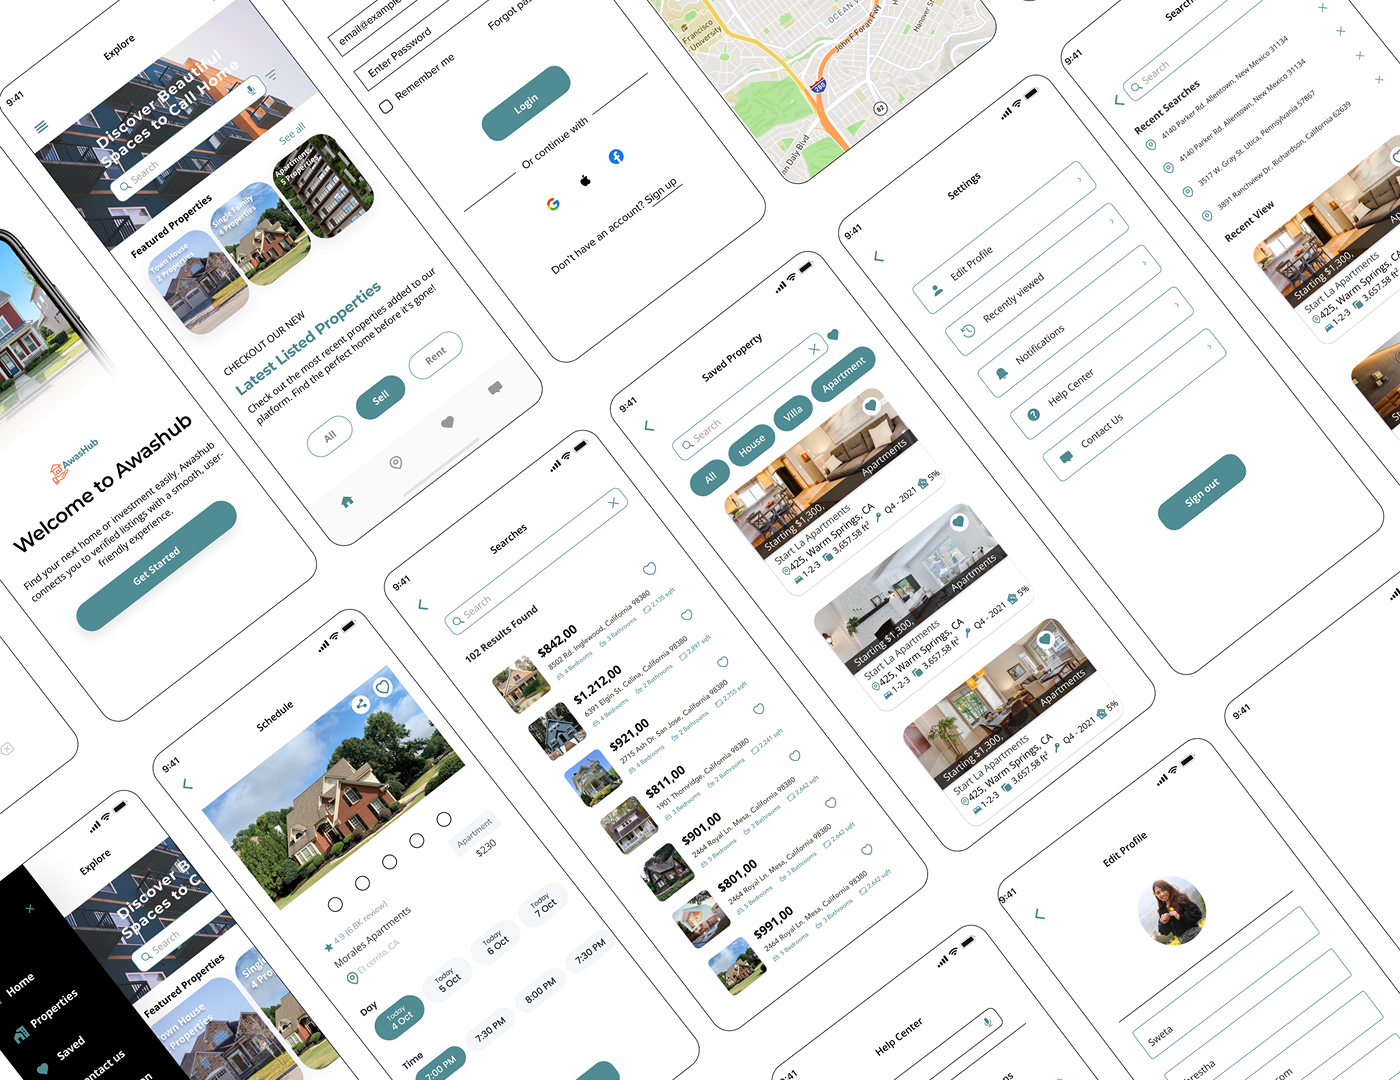 9:41
Explore
Discover Beautiful
Spaces to Call Home
Search
Featured Properties
See all
Town House
2 Properties
Single Family
4 Properties
Apartments
5 Properties
CHECKOUT OUR NEW
Latest Listed Properties
Check out the most recent properties added to our
platform. Find the perfect home before it's gone!
All
Sell
Rent
AwasHub
Welcome to Awashub
Find your next home or investment easily. Awashub
connects you to verified listings with a smooth, user-
friendly experience.
Get Started
Enter Password
Remember me
Login
Or continue with
Don't have an account? Sign up
Francisco
University
OCEAN
John F Foran Fwy
Hanover St
280
82
Daly Blvd
9:41
Search
Recent Searches
4140 Parker Rd. Allentown, New Mexico 31134
4140 Parker Rd. Allentown, New Mexico 31134
3517 W. Gray St. Utica, Pennsylvania 57867
3891 Ranchview Dr. Richardson, California 62639
Recent View
Starting $1,300,
Start La Apartments
425, Warm Springs, CA
1-2-3
3,657.58
9:41
Settings
Edit Profile
Recently viewed
Notifications
Help Center
Contact Us
Sign out
9:41
Saved Property
Search
All
House
Villa
Apartment
Starting $1,300,
Apartments
Start La Apartments
425, Warm Springs, CA
1-2-3
3,657.58 ft²
Q4 - 2021
5%
Starting $1,300,
Apartments
Start La Apartments
425, Warm Springs, CA
1-2-3
3,657.58 ft²
Q4 - 2021
5%
Starting $1,300,
Apartments
Start La Apartments
425, Warm Springs, CA
1-2-3
3,657.58 ft²
Q4 - 2021
5%
9:41
Searches
Search
102 Results Found
$842,00
8502 Rd. Inglewood, California 98380
4 Bedrooms
3 Bathrooms
2,135 sqft
$1.212,00
6391 Elgin St. Celina, California 98380
4 Bedrooms
2 Bathrooms
2,897 sqft
$921,00
2715 Ash Dr. San Jose, California 98380
4 Bedrooms
2 Bathrooms
2,755 sqft
$811,00
1901 Thornridge, California 98380
3 Bedrooms
2 Bathrooms
2,241 sqft
$901,00
2464 Royal Ln. Mesa, California 98380
5 Bedrooms
3 Bathrooms
2,642 sqft
$801.00
2464 Royal Ln. Mesa, California 98380
5 Bedrooms
3 Bathrooms
2,642 sqft
$991,00
2464 Royal Ln. Mesa, California 98380
5 Bedrooms
3 Bathrooms
2,642 sqft
9:41
Schedule
Apartment
$230
4.9 (6.8K review)
Morales Apartments
El cerrito, CA
Day
Today
4 Oct
Today
5 Oct
Today
6 Oct
Today
7 Oct
Time
7:00 PM
7:30 PM
8:00 PM
7:30 PM
Explore
Discover B
Spaces to C
Search
Featured Properties
Town House
Properties
Home
Properties
Saved
ontact us
Help Center
9:41
Edit Profile
Sweta
restha
9:41